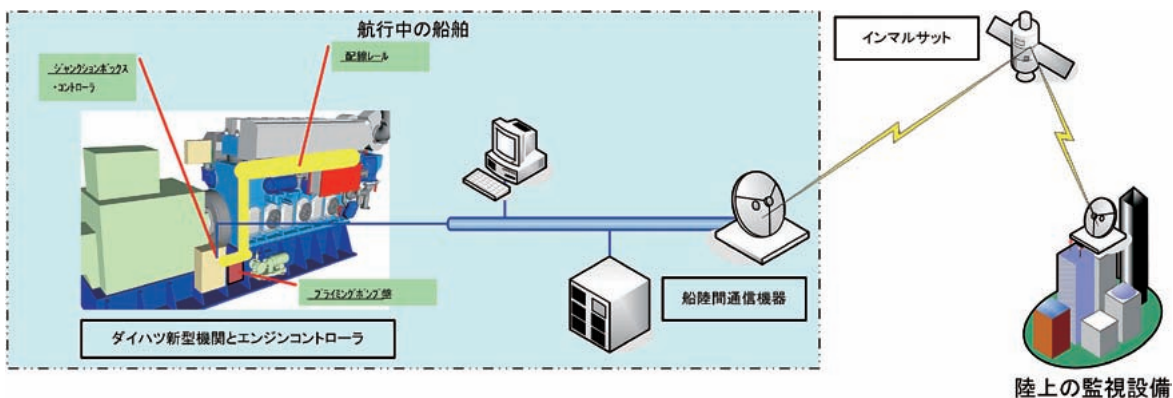 航行中の船舶
ジャンクションボックス
・コントローラ
配線レール
インマルサット
プライミングポンプ盤
船陸間通信機器
ダイハツ新型機関とエンジンコントローラ
陸上の監視設備